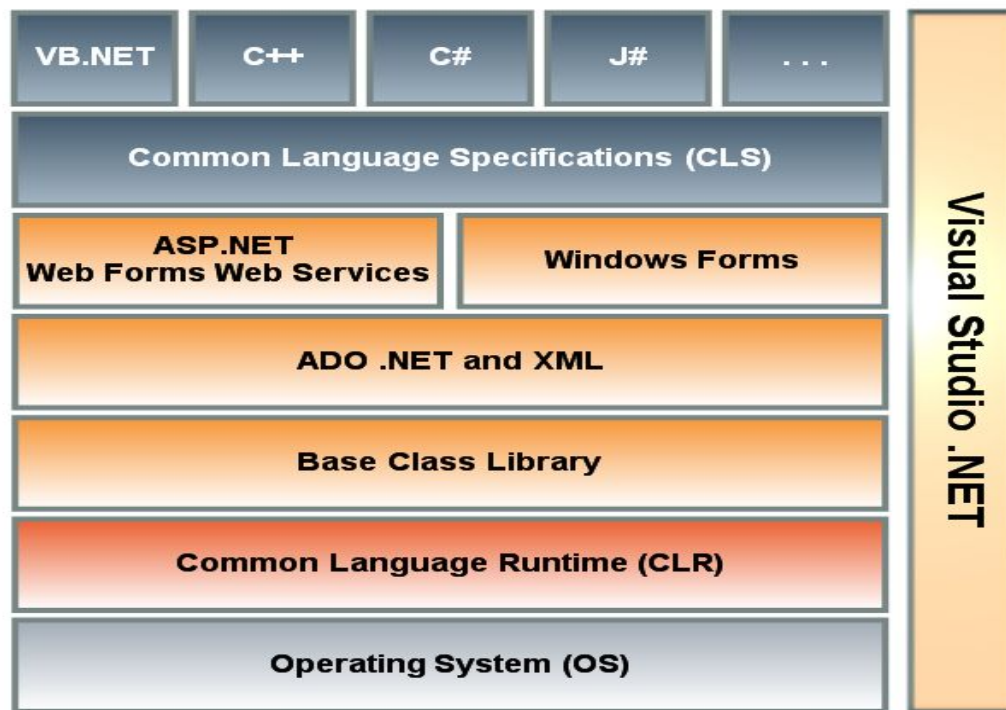 VB.NET
C++
C#
J#
. . .
Common Language Specifications (CLS)
ASP.NET
Web Forms Web Services
Windows Forms
ADO .NET and XML
Base Class Library
Common Language Runtime (CLR)
Operating System (OS)
Visual Studio .NET